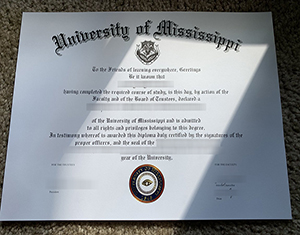 University of Mississippi
To the Friends of learning everywhere, Greetings
Be it known that
having completed the required course of study, is this day, by action of the
Faculty and of the Board of Trustees, declared a
of the University of Mississippi and is admitted
to all rights and privileges belonging to this degree.
In testimony whereof is awarded this diploma duly certified by the signatures of the
proper officers, and the seal of the
year of the University,